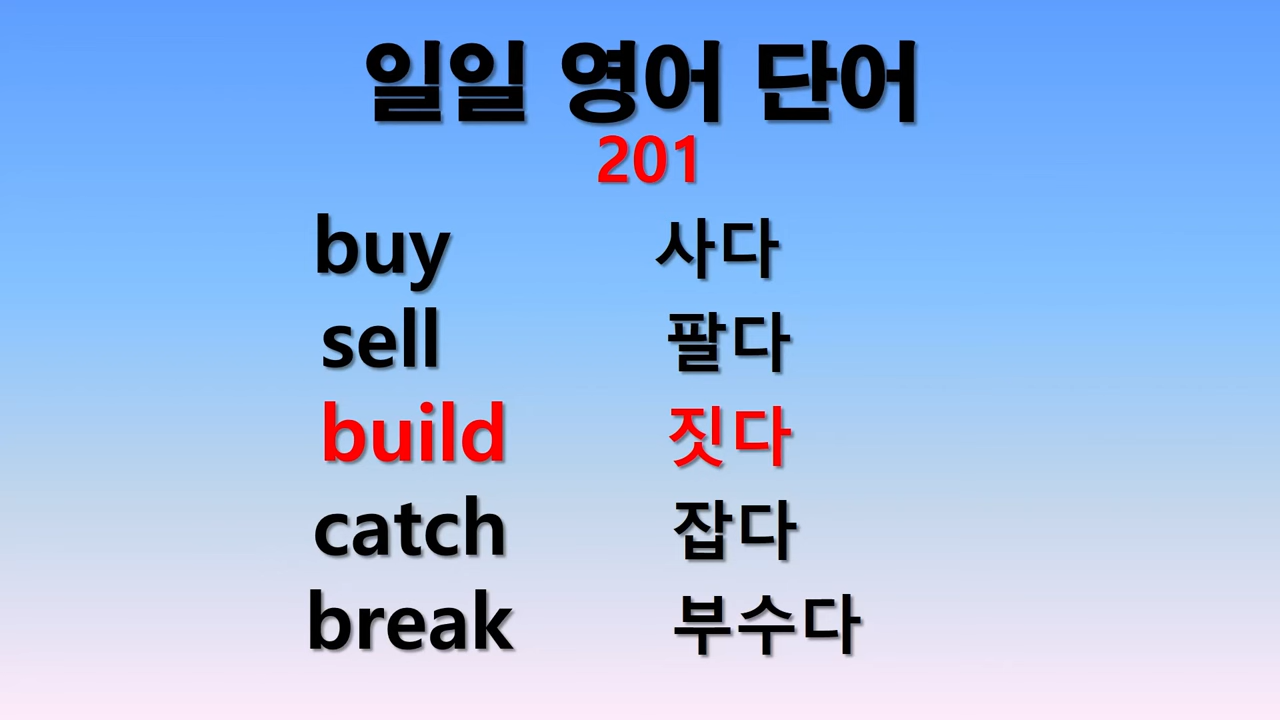 일일 영어 단어
201
buy 사다
sell 팔다
build 짓다
catch 잡다
break 부수다